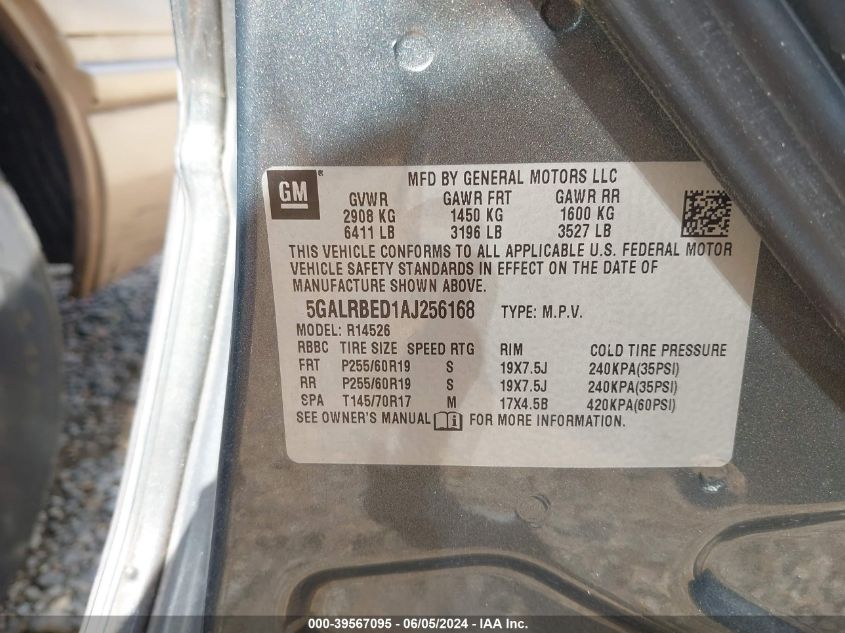 GM®
MFD BY GENERAL MOTORS LLC
GVWR GAWR FRT GAWR RR
2908 KG 1450 KG 1600 KG
6411 LB 3196 LB 3527 LB
THIS VEHICLE CONFORMS TO ALL APPLICABLE U.S. FEDERAL MOTOR
VEHICLE SAFETY STANDARDS IN EFFECT ON THE DATE OF
MANUFACTURE SHOWN ABOVE.
5GALRBED1AJ256168 TYPE: M.P.V.
MODEL: R14526
RBBC TIRE SIZE SPEED RTG RIM COLD TIRE PRESSURE
FRT P255/60R19 S 19X7.5J 240KPA(35PSI)
RR P255/60R19 S 19X7.5J 240KPA(35PSI)
SPA T145/70R17 M 17X4.5B 420KPA(60PSI)
SEE OWNER'S MANUAL i FOR MORE INFORMATION.
000-39567095 - 06/05/2024 - IAA Inc.